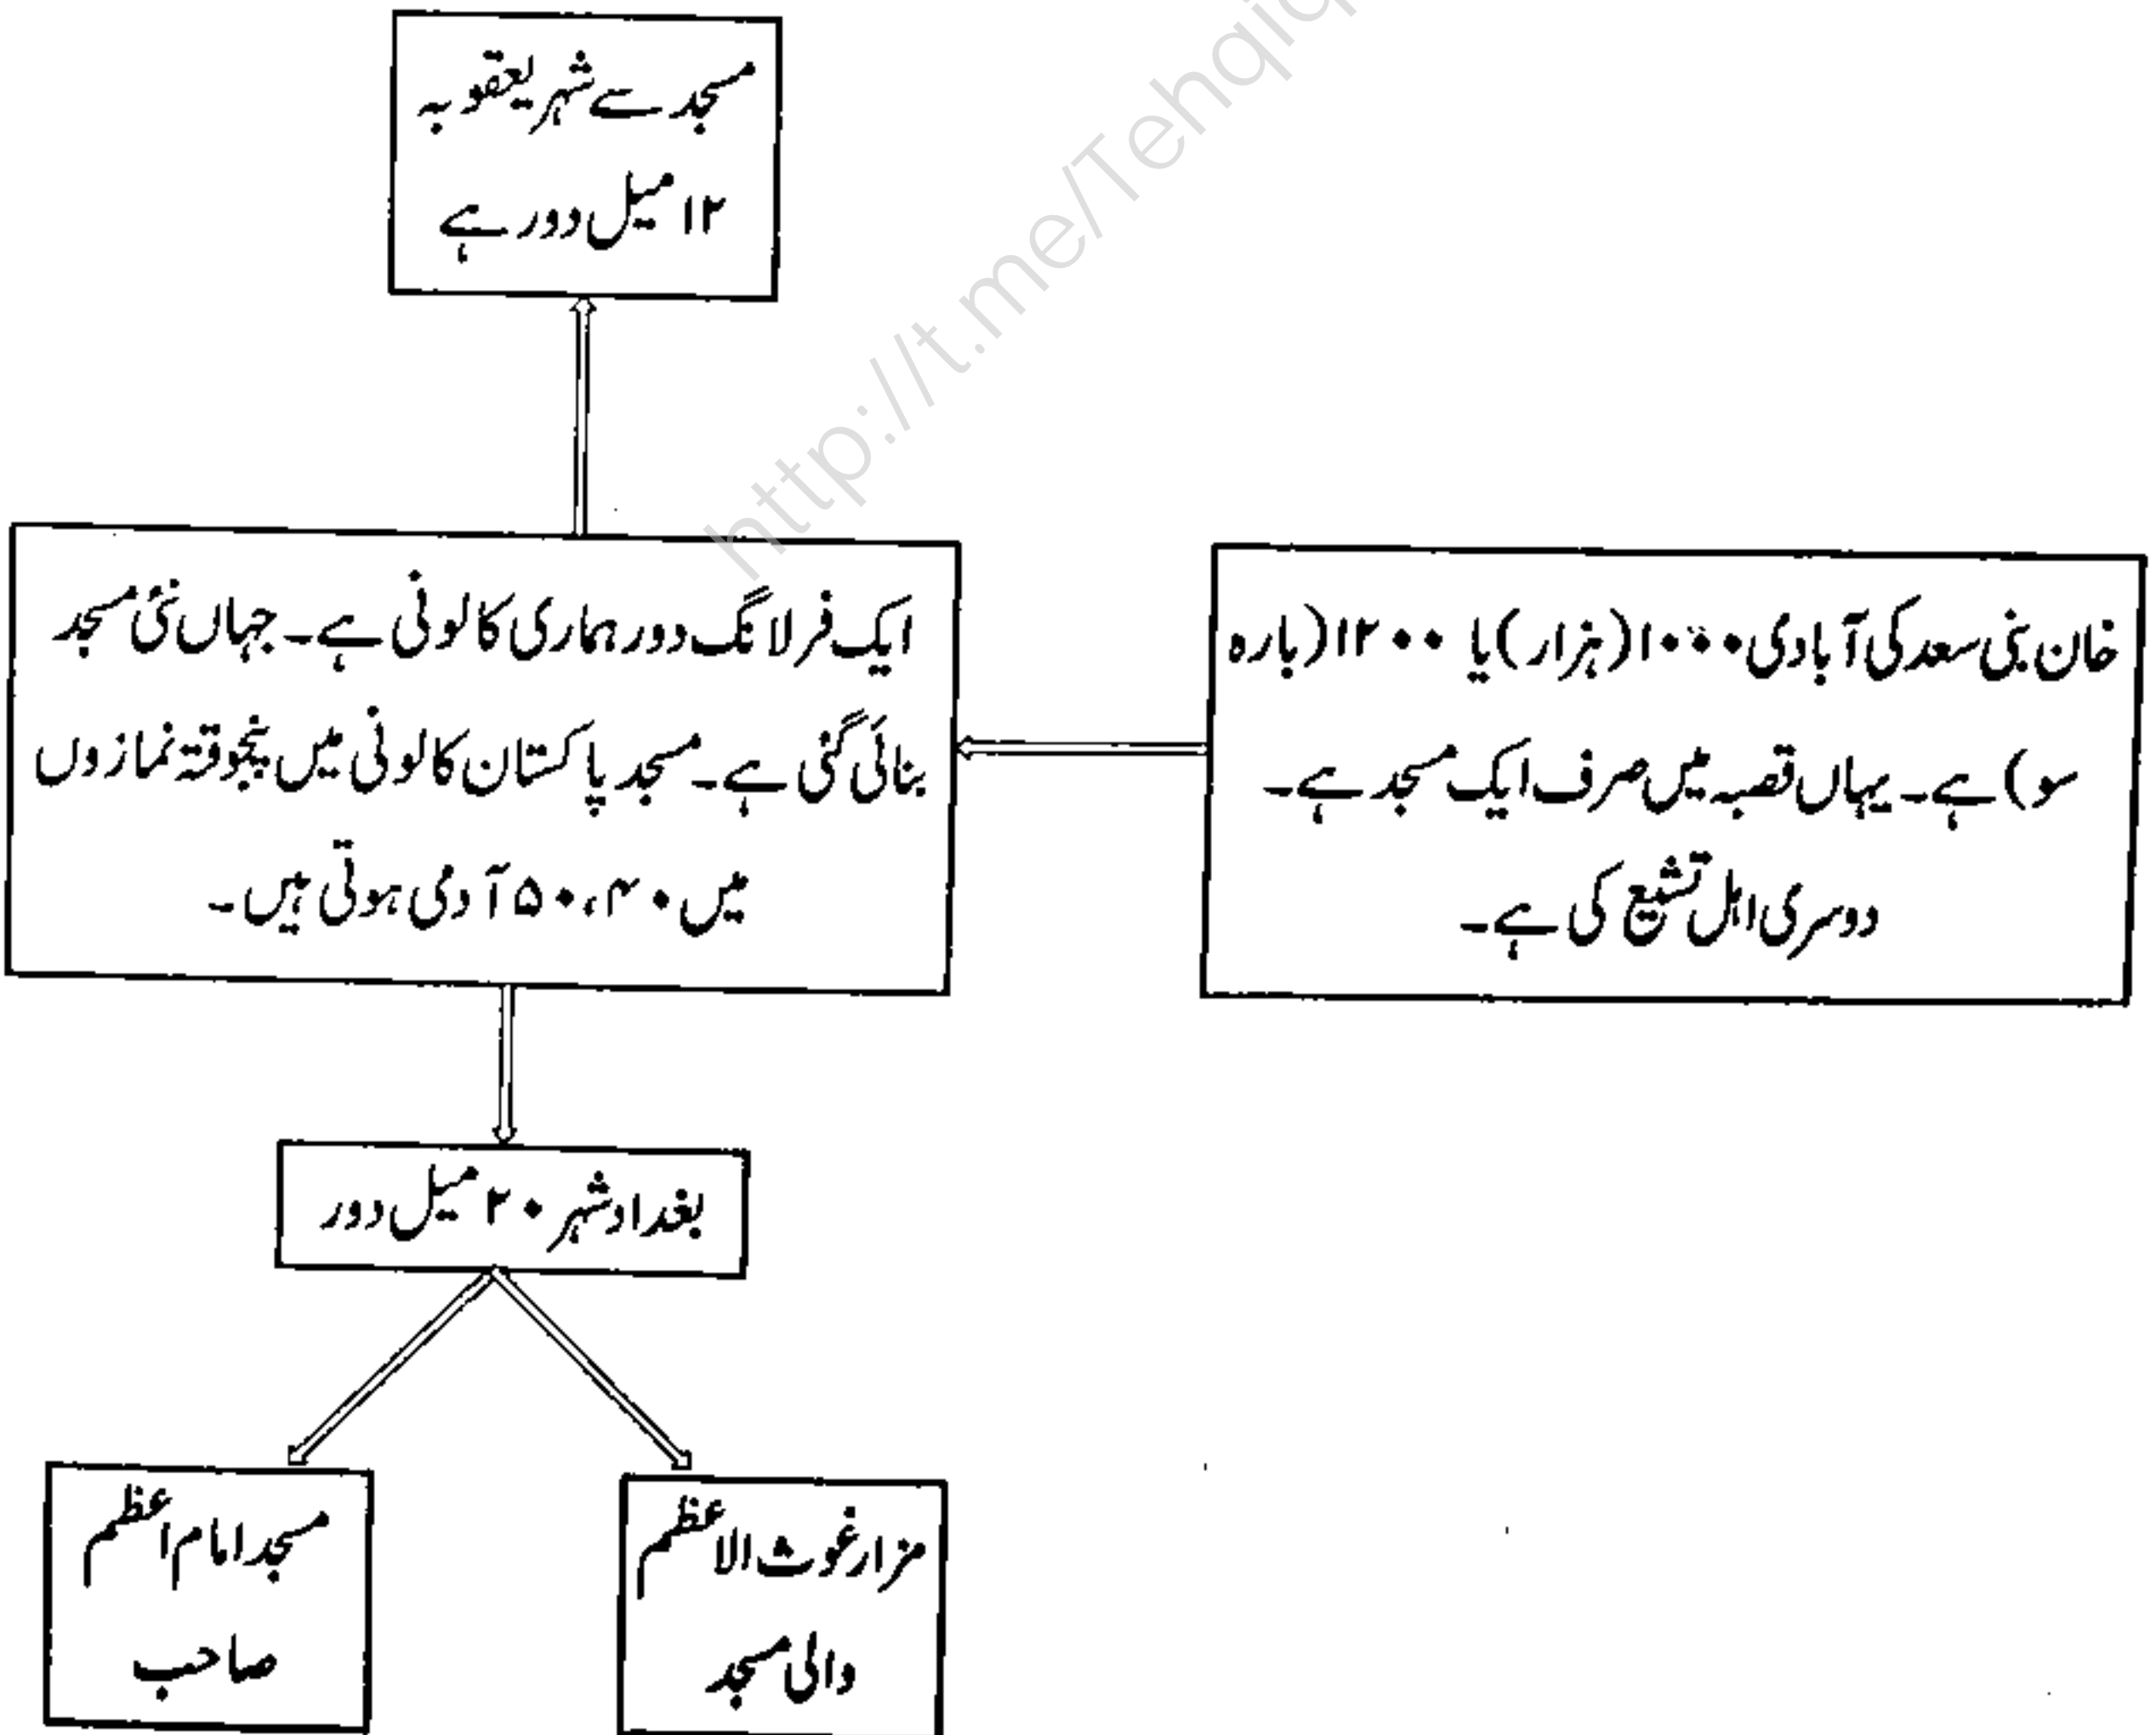 مسجد سے شہر یعقوبہ
۱۲ میل دور ہے
http://t.me/Tehqiq
خان بنی سعد کی آبادی ۱۰۰۰ (ہزار) یا ۱۲۰۰ (بارہ
سو) ہے۔ یہاں قصبہ میں صرف ایک مسجد ہے۔
دوسری اہل تشیع کی ہے۔
ایک فرلانگ دور ہماری کالونی ہے۔ جہاں نئی مسجد
بنائی گئی ہے۔ مسجد پاکستان کالونی میں پنجوقتہ نمازوں
میں ۴۰، ۵۰ آدمی ہوتی ہیں۔
بغداد شہر ۲۰ میل دور
مزار غوث الاعظم
والی مسجد
مسجد امام اعظم
صاحب